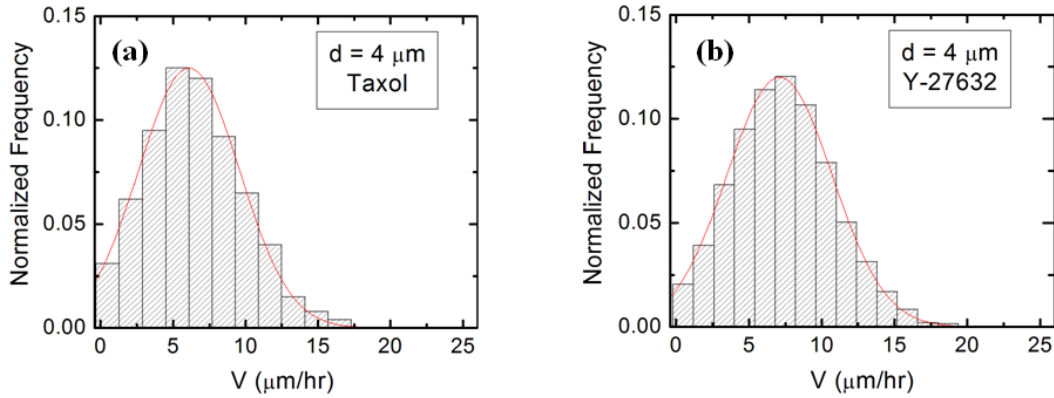 (a)
d = 4 μm
Taxol
Normalized Frequency
0.15
0.10
0.05
0.00
0 5 10 15 20 25
V (μm/hr)
(b)
d = 4 μm
Y-27632
Normalized Frequency
0.15
0.10
0.05
0.00
0 5 10 15 20 25
V (μm/hr)